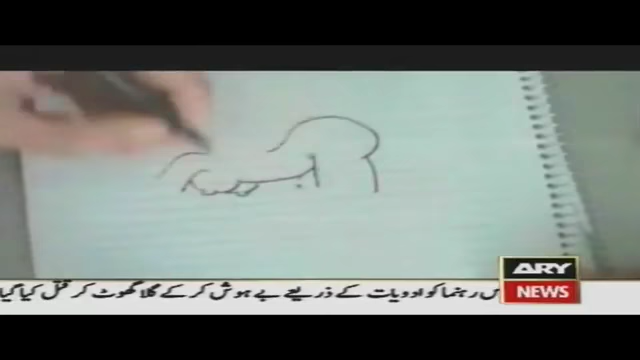 ARY
NEWS
رہنما کو ادویات کے ذریعے بے ہوش کر کے گلا گھونٹ کر قتل کیا گیا